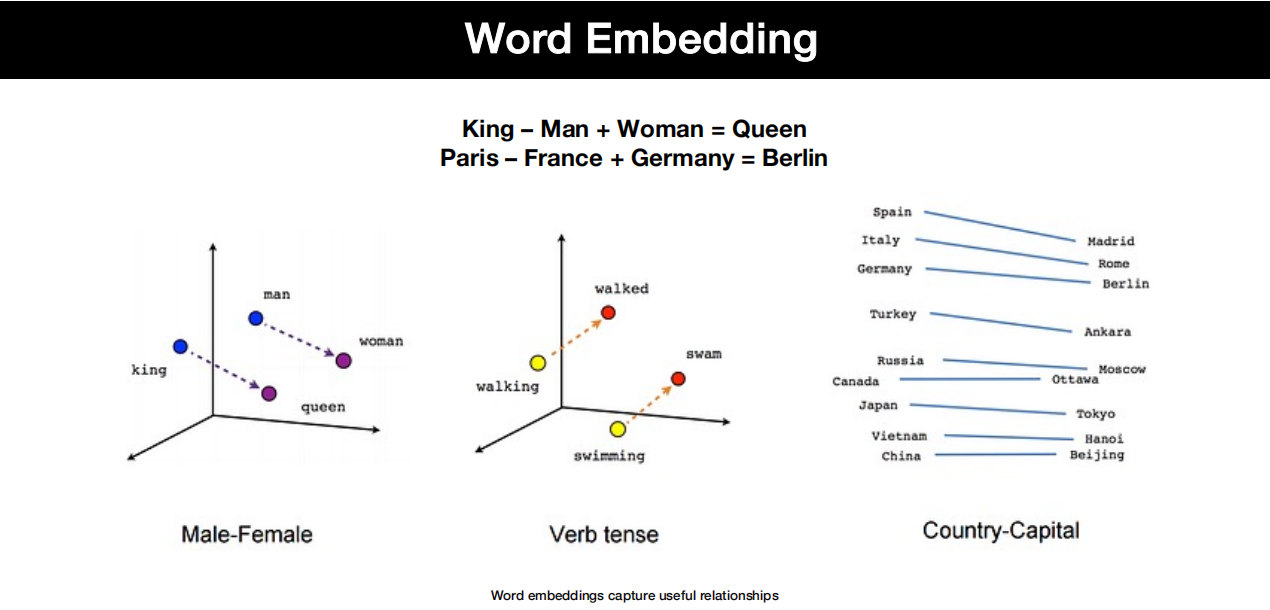 Word Embedding
King – Man + Woman = Queen
Paris – France + Germany = Berlin
man
woman
king
queen
Male-Female
walked
swam
walking
swimming
Verb tense
Spain Madrid
Italy Rome
Germany Berlin
Turkey Ankara
Russia Moscow
Canada Ottawa
Japan Tokyo
Vietnam Hanoi
China Beijing
Country-Capital
Word embeddings capture useful relationships